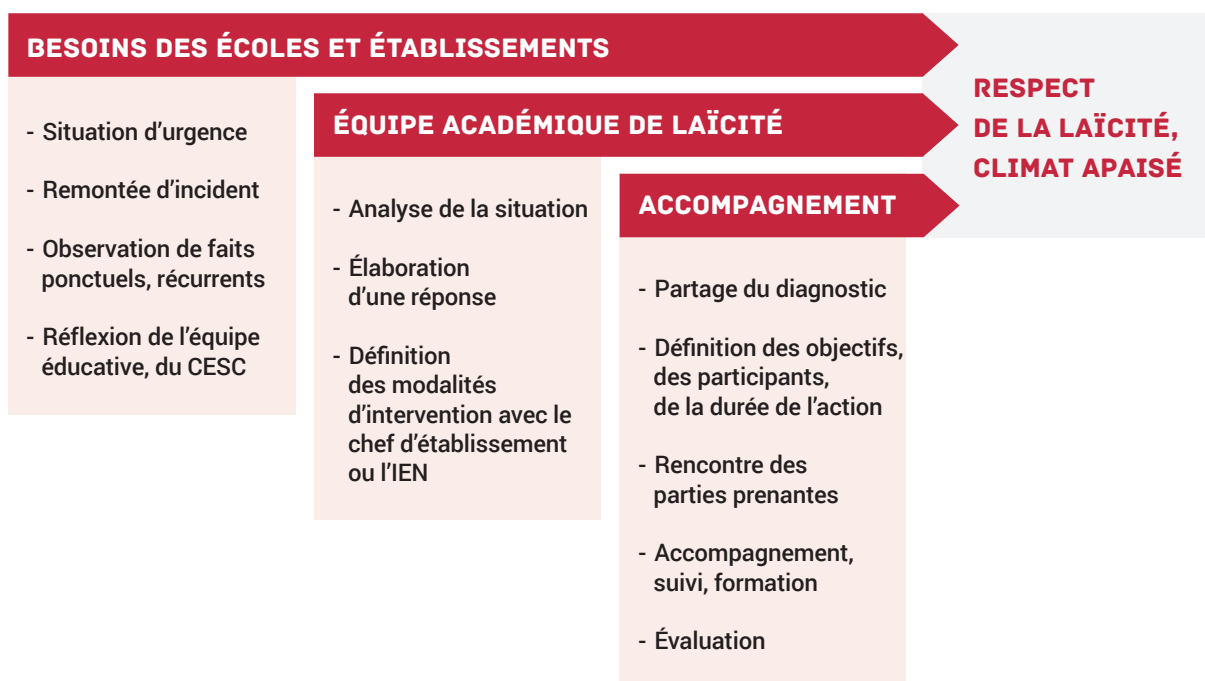 BESOINS DES ÉCOLES ET ÉTABLISSEMENTS
- Situation d’urgence
- Remontée d’incident
- Observation de faits
ponctuels, récurrents
- Réflexion de l’équipe
éducative, du CESC
ÉQUIPE ACADÉMIQUE DE LAÏCITÉ
- Analyse de la situation
- Élaboration
d’une réponse
- Définition
des modalités
d’intervention avec le
chef d’établissement
ou l’IEN
ACCOMPAGNEMENT
- Partage du diagnostic
- Définition des objectifs,
des participants,
de la durée de l’action
- Rencontre des
parties prenantes
- Accompagnement,
suivi, formation
- Évaluation
RESPECT
DE LA LAÏCITÉ,
CLIMAT APAISÉ